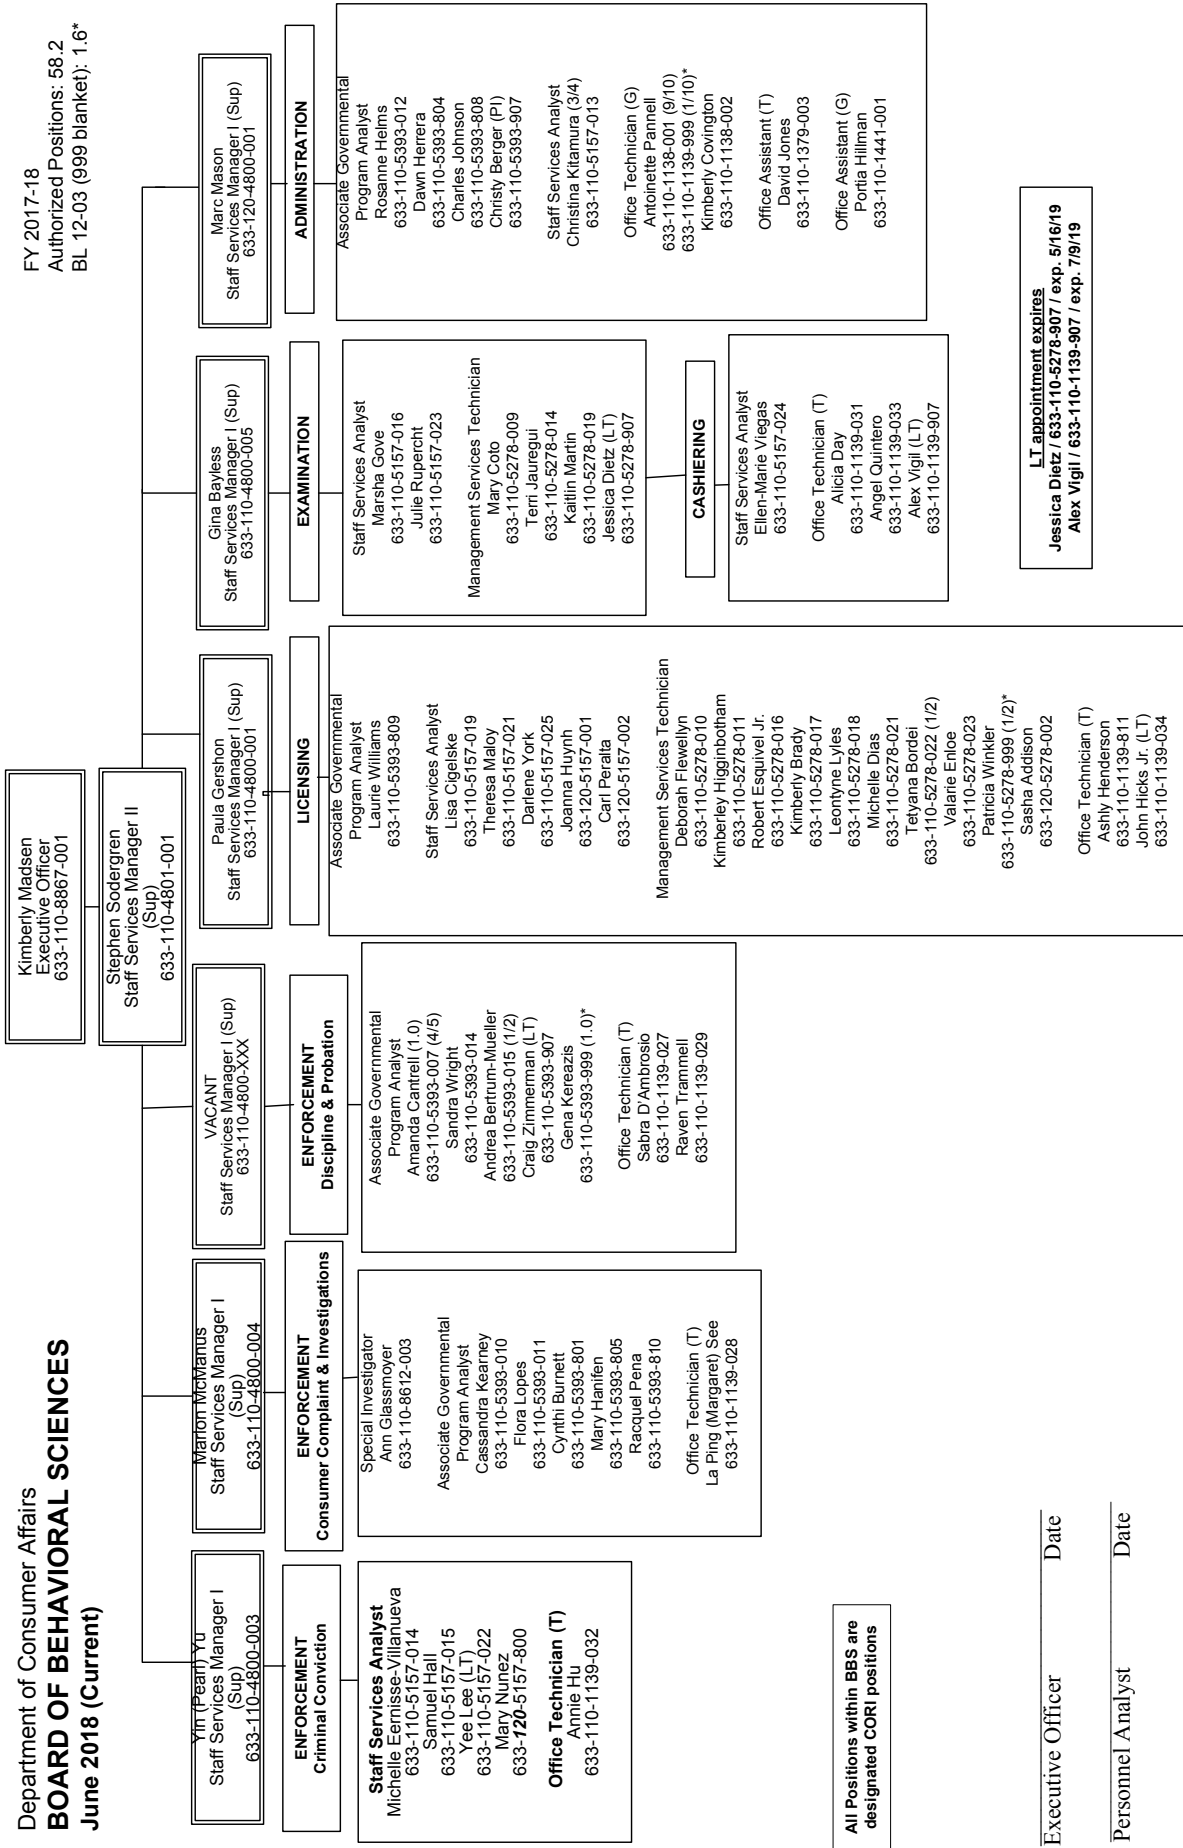 Department of Consumer Affairs
BOARD OF BEHAVIORAL SCIENCES
June 2018 (Current)
FY 2017-18
Authorized Positions: 58.2
BL 12-03 (999 blanket): 1.6*
Kimberly Madsen
Executive Officer
633-110-8867-001
Stephen Sodergren
Staff Services Manager II
(Sup)
633-110-4801-001
Yin (Pearl) Yu
Staff Services Manager I
(Sup)
633-110-4800-003
ENFORCEMENT
Criminal Conviction
Staff Services Analyst
Michelle Eernisse-Villanueva
633-110-5157-014
Samuel Hall
633-110-5157-015
Yee Lee (LT)
633-110-5157-022
Mary Nunez
633-120-5157-800
Office Technician (T)
Annie Hu
633-110-1139-032
Marlon McManus
Staff Services Manager I
(Sup)
633-110-4800-004
ENFORCEMENT
Consumer Complaint & Investigations
Special Investigator
Ann Glassmoyer
633-110-8612-003
Associate Governmental
Program Analyst
Cassandra Kearney
633-110-5393-010
Flora Lopes
633-110-5393-011
Cynthi Burnett
633-110-5393-801
Mary Hanifen
633-110-5393-805
Racquel Pena
633-110-5393-810
Office Technician (T)
La Ping (Margaret) See
633-110-1139-028
VACANT
Staff Services Manager I (Sup)
633-110-4800-XXX
ENFORCEMENT
Discipline & Probation
Associate Governmental
Program Analyst
Amanda Cantrell (1.0)
633-110-5393-007 (4/5)
Sandra Wright
633-110-5393-014
Andrea Bertrum-Mueller
633-110-5393-015 (1/2)
Craig Zimmerman (LT)
633-110-5393-907
Gena Kereazis
633-110-5393-999 (1.0)*
Office Technician (T)
Sabra D'Ambrosio
633-110-1139-027
Raven Trammell
633-110-1139-029
Paula Gershon
Staff Services Manager I (Sup)
633-110-4800-001
LICENSING
Associate Governmental
Program Analyst
Laurie Williams
633-110-5393-809
Staff Services Analyst
Lisa Cigelske
633-110-5157-019
Theresa Maloy
633-110-5157-021
Darlene York
633-110-5157-025
Joanna Huynh
633-120-5157-001
Carl Peralta
633-120-5157-002
Management Services Technician
Deborah Flewellyn
633-110-5278-010
Kimberley Higginbotham
633-110-5278-011
Robert Esquivel Jr.
633-110-5278-016
Kimberly Brady
633-110-5278-017
Leontyne Lyles
633-110-5278-018
Michelle Dias
633-110-5278-021
Tetyana Bordei
633-110-5278-022 (1/2)
Valarie Enloe
633-110-5278-023
Patricia Winkler
633-110-5278-999 (1/2)*
Sasha Addison
633-120-5278-002
Office Technician (T)
Ashly Henderson
633-110-1139-811
John Hicks Jr. (LT)
633-110-1139-034
Gina Bayless
Staff Services Manager I (Sup)
633-110-4800-005
EXAMINATION
Staff Services Analyst
Marsha Gove
633-110-5157-016
Julie Rupercht
633-110-5157-023
Management Services Technician
Mary Coto
633-110-5278-009
Terri Jauregui
633-110-5278-014
Kaitlin Martin
633-110-5278-019
Jessica Dietz (LT)
633-110-5278-907
CASHERING
Staff Services Analyst
Ellen-Marie Viegas
633-110-5157-024
Office Technician (T)
Alicia Day
633-110-1139-031
Angel Quintero
633-110-1139-033
Alex Vigil (LT)
633-110-1139-907
Marc Mason
Staff Services Manager I (Sup)
633-120-4800-001
ADMINISTRATION
Associate Governmental
Program Analyst
Rosanne Helms
633-110-5393-012
Dawn Herrera
633-110-5393-804
Charles Johnson
633-110-5393-808
Christy Berger (PI)
633-110-5393-907
Staff Services Analyst
Christina Kitamura (3/4)
633-110-5157-013
Office Technician (G)
Antoinette Pannell
633-110-1138-001 (9/10)
633-110-1139-999 (1/10)*
Kimberly Covington
633-110-1138-002
Office Assistant (T)
David Jones
633-110-1379-003
Office Assistant (G)
Portia Hillman
633-110-1441-001
All Positions within BBS are
designated CORI positions
LT appointment expires
Jessica Dietz / 633-110-5278-907 / exp. 5/16/19
Alex Vigil / 633-110-1139-907 / exp. 7/9/19
Executive Officer Date
Personnel Analyst Date